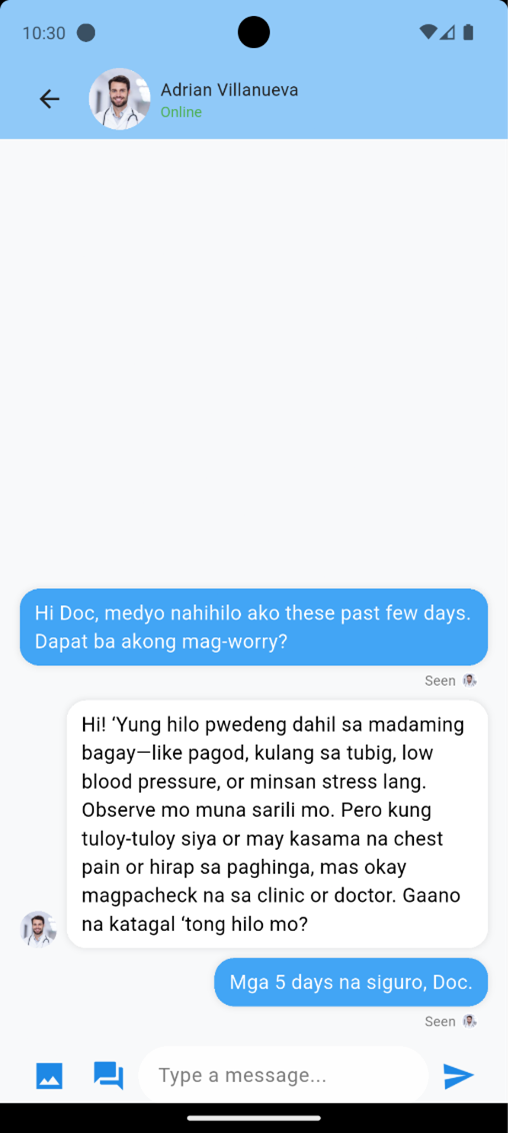 10:30
Adrian Villanueva
Online
Hi Doc, medyo nahihilo ako these past few days.
Dapat ba akong mag-worry?
Seen
Hi! ‘Yung hilo pwedeng dahil sa madaming
bagay—like pagod, kulang sa tubig, low
blood pressure, or minsan stress lang.
Observe mo muna sarili mo. Pero kung
tuloy-tuloy siya or may kasama na chest
pain or hirap sa paghinga, mas okay
magpacheck na sa clinic or doctor. Gaano
na katagal ‘tong hilo mo?
Mga 5 days na siguro, Doc.
Seen
Type a message...